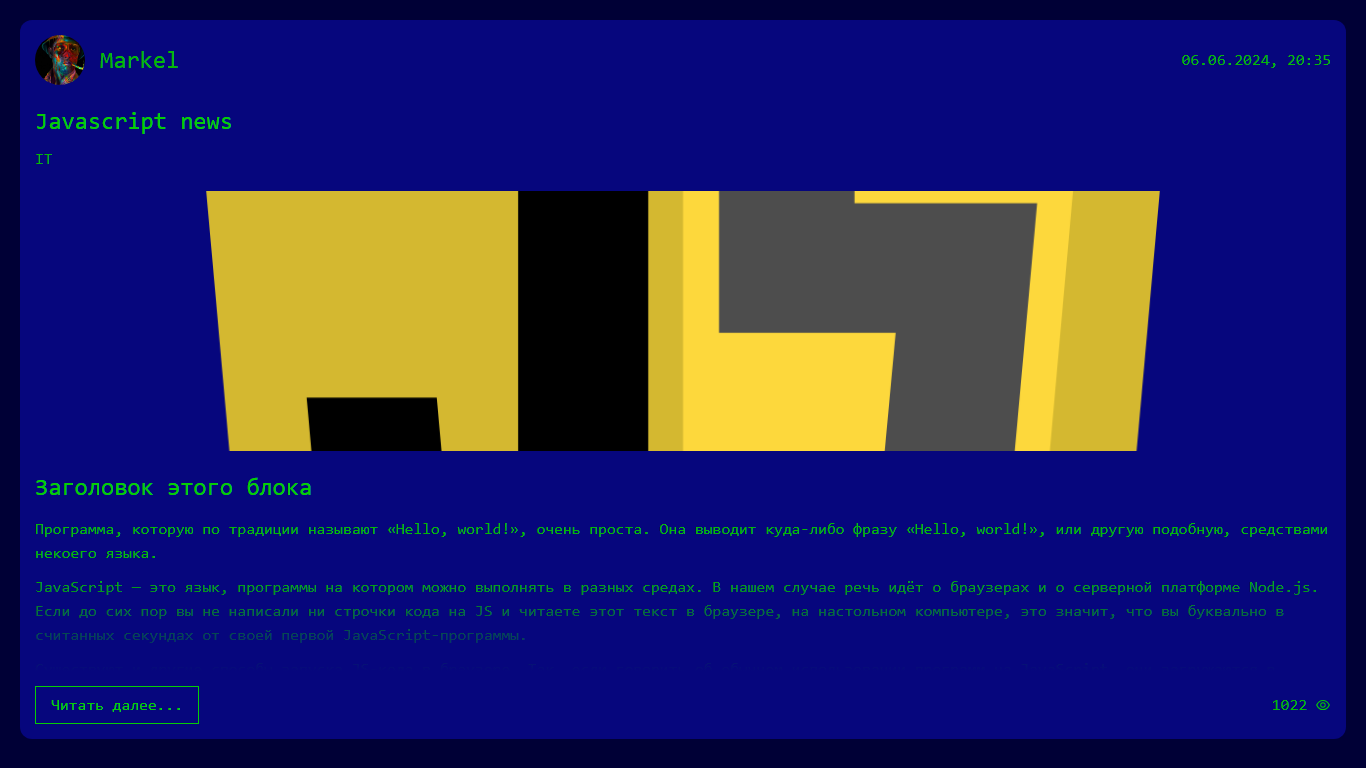 Markel
06.06.2024, 20:35
Javascript news
IT
Заголовок этого блока
Программа, которую по традиции называют «Hello, world!», очень проста. Она выводит куда-либо фразу «Hello, world!», или другую подобную, средствами
некоего языка.
JavaScript — это язык, программы на котором можно выполнять в разных средах. В нашем случае речь идёт о браузерах и о серверной платформе Node.js.
Если до сих пор вы не написали ни строчки кода на JS и читаете этот текст в браузере, на настольном компьютере, это значит, что вы буквально в
считанных секундах от своей первой JavaScript-программы.
Читать далее...
1022